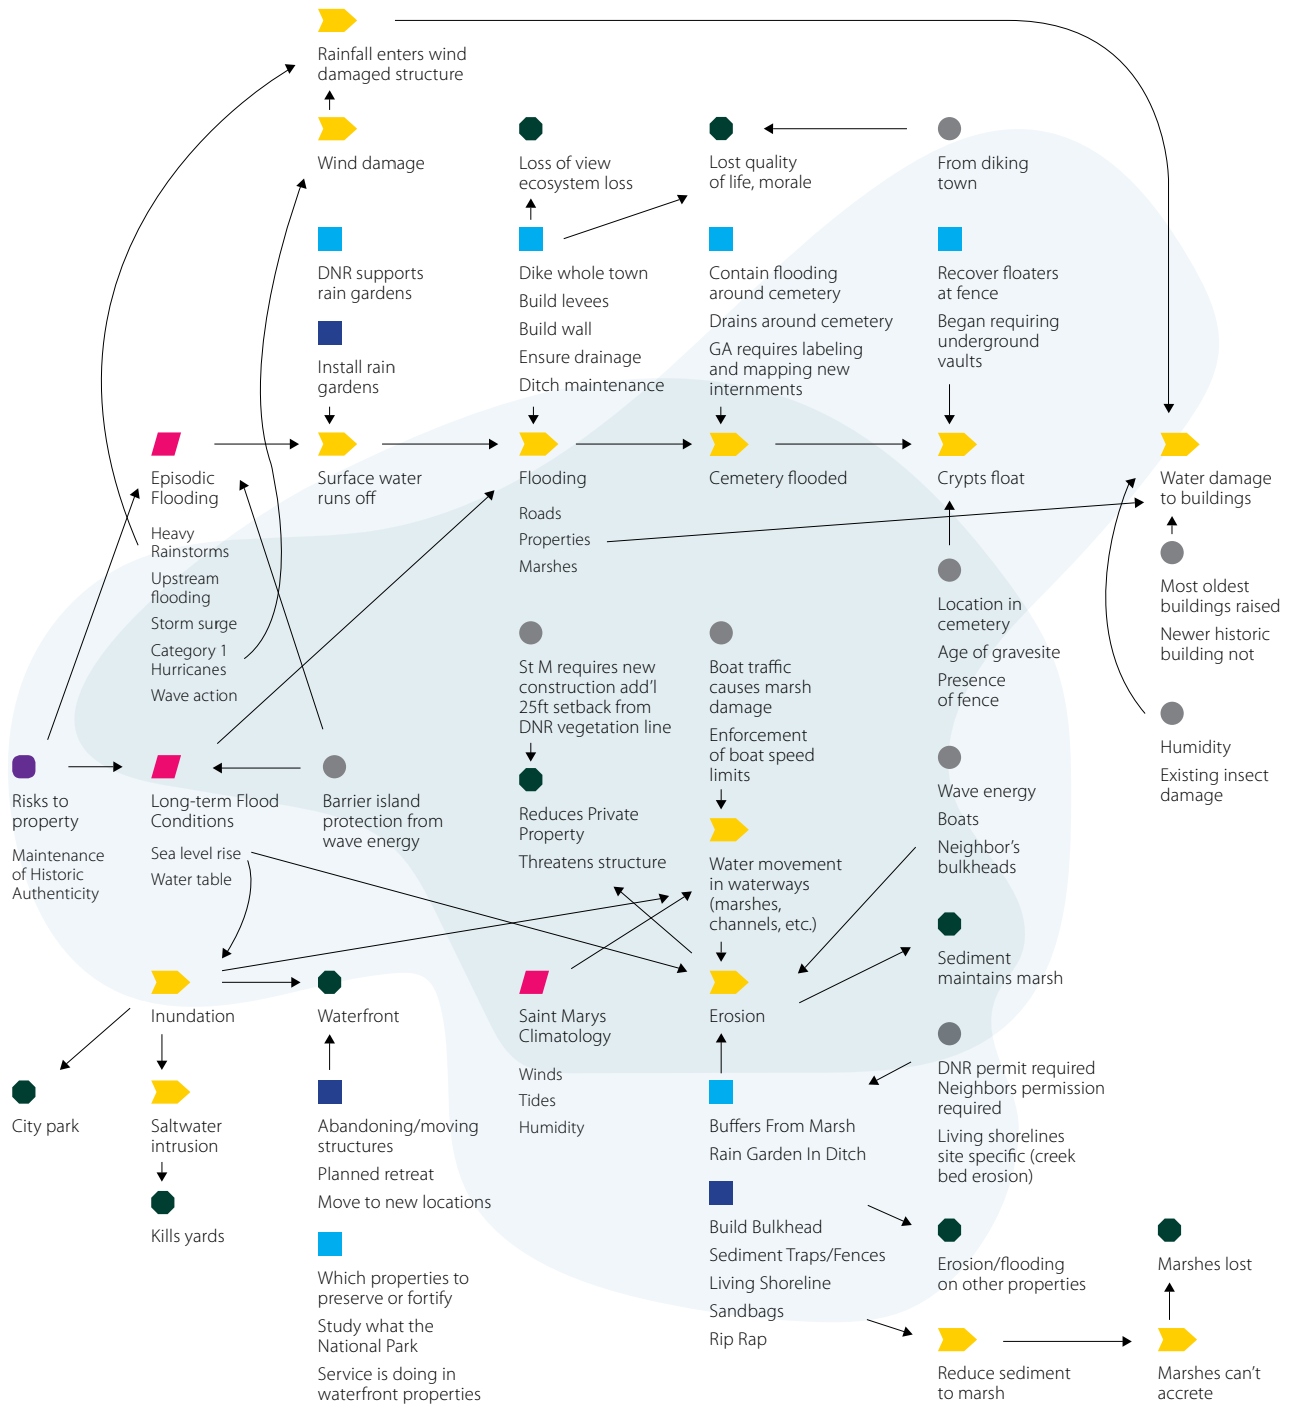 Rainfall enters wind
damaged structure
Wind damage
Loss of view
ecosystem loss
Lost quality
of life, morale
From diking
town
DNR supports
rain gardens
Install rain
gardens
Dike whole town
Build levees
Build wall
Ensure drainage
Ditch maintenance
Contain flooding
around cemetery
Drains around cemetery
GA requires labeling
and mapping new
internments
Recover floaters
at fence
Began requiring
underground
vaults
Episodic
Flooding
Heavy
Rainstorms
Upstream
flooding
Storm surge
Category 1
Hurricanes
Wave action
Surface water
runs off
Flooding
Roads
Properties
Marshes
Cemetery flooded
Crypts float
Water damage
to buildings
Most oldest
buildings raised
Newer historic
building not
Location in
cemetery
Age of gravesite
Presence
of fence
St M requires new
construction add'l
25ft setback from
DNR vegetation line
Boat traffic
causes marsh
damage
Enforcement
of boat speed
limits
Humidity
Existing insect
damage
Risks to
property
Maintenance
of Historic
Authenticity
Long-term Flood
Conditions
Sea level rise
Water table
Barrier island
protection from
wave energy
Reduces Private
Property
Threatens structure
Water movement
in waterways
(marshes,
channels, etc.)
Wave energy
Boats
Neighbor's
bulkheads
Sediment
maintains marsh
Inundation
Waterfront
Saint Marys
Climatology
Winds
Tides
Humidity
Erosion
DNR permit required
Neighbors permission
required
Living shorelines
site specific (creek
bed erosion)
City park
Saltwater
intrusion
Kills yards
Abandoning/moving
structures
Planned retreat
Move to new locations
Which properties to
preserve or fortify
Study what the
National Park
Service is doing in
waterfront properties
Buffers From Marsh
Rain Garden In Ditch
Build Bulkhead
Sediment Traps/Fences
Living Shoreline
Sandbags
Rip Rap
Erosion/flooding
on other properties
Marshes lost
Reduce sediment
to marsh
Marshes can't
accrete